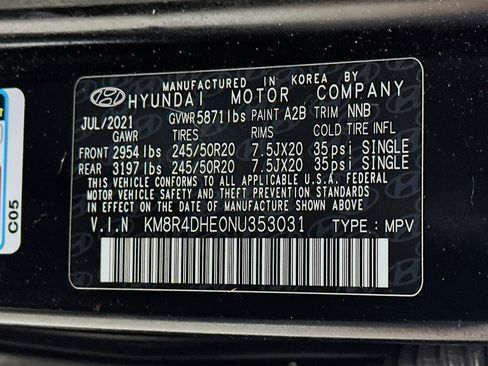 MANUFACTURED IN KOREA BY
HYUNDAI MOTOR COMPANY
JUL/2021 GVWR 5871lbs PAINT A2B TRIM NNB
GAWR TIRES RIMS COLD TIRE INFL
FRONT 2954 lbs 245/50R20 7.5JX20 35psi SINGLE
REAR 3197 lbs 245/50R20 7.5JX20 35psi SINGLE
THIS VEHICLE CONFORMS TO ALL APPLICABLE U.S.A. FEDERAL
MOTOR VEHICLE SAFETY AND THEFT PREVENTION STANDARDS
IN EFFECT ON THE DATE OF MANUFACTURE SHOWN ABOVE
V.I.N KM8R4DHE0NU353031 TYPE : MPV
C05